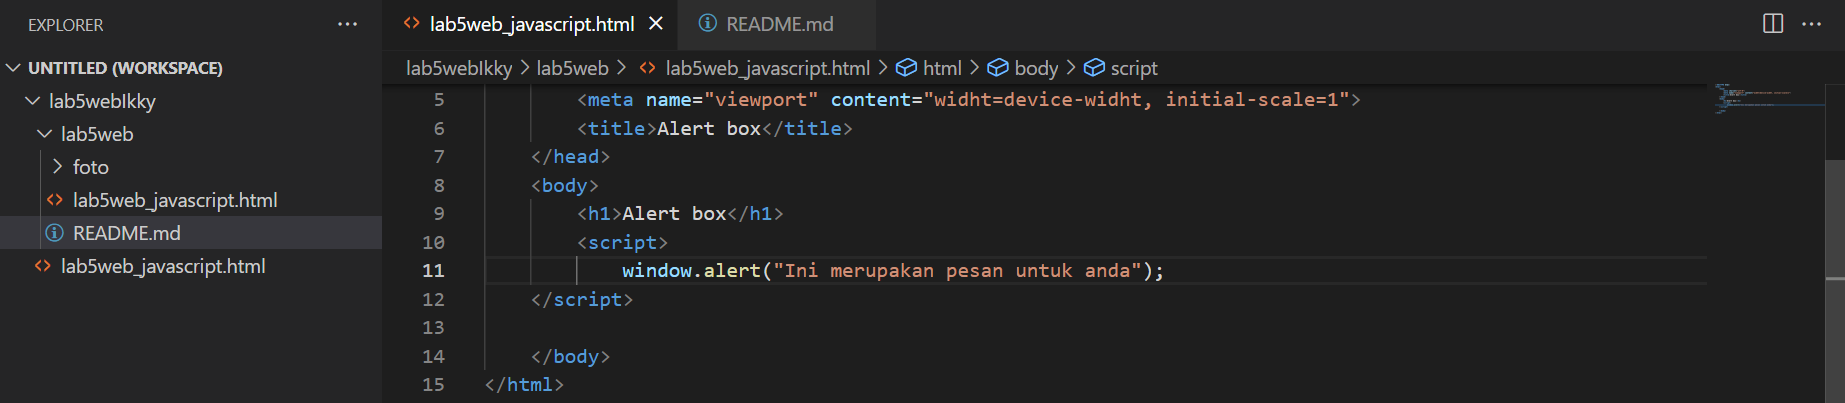 EXPLORER
UNTITLED (WORKSPACE)
lab5webIkky
lab5web
foto
lab5web_javascript.html
README.md
lab5web_javascript.html
lab5web_javascript.html
README.md
lab5webIkky > lab5web > lab5web_javascript.html > html > body > script
5 <meta name="viewport" content="widht=device-widht, initial-scale=1">
6 <title>Alert box</title>
7 </head>
8 <body>
9 <h1>Alert box</h1>
10 <script>
11 window.alert("Ini merupakan pesan untuk anda");
12 </script>
13
14 </body>
15 </html>